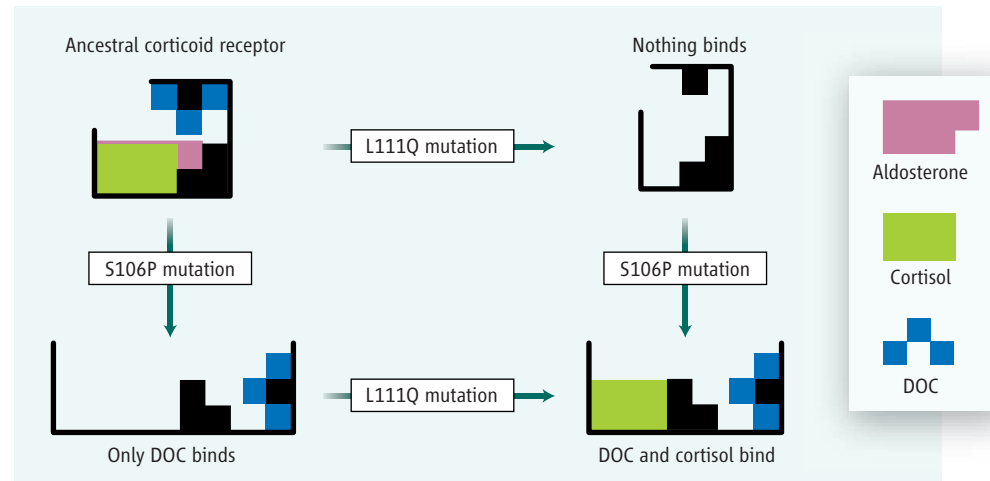 Ancestral corticoid receptor
Nothing binds
L111Q mutation
S106P mutation
S106P mutation
L111Q mutation
Only DOC binds
DOC and cortisol bind
Aldosterone
Cortisol
DOC